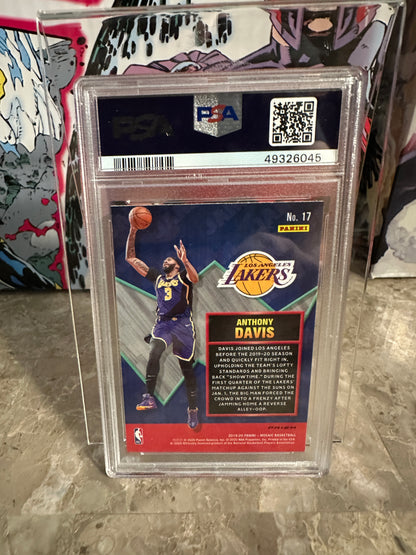 PSA
PSA
49326045
No. 17
PANINI
LOS ANGELES
LAKERS
ANTHONY
DAVIS
DAVIS JOINED LOS ANGELES
BEFORE THE 2019-20 SEASON
AND QUICKLY FIT RIGHT IN,
UPHOLDING THE TEAM'S LOFTY
STANDARDS AND BRINGING
BACK "SHOWTIME." DURING
THE FIRST QUARTER OF THE LAKERS'
MATCHUP AGAINST THE SUNS ON
JAN. 1, THE BIG MAN FORCED THE
CROWD INTO A FRENZY AFTER
JAMMING HOME A REVERSE
ALLEY-OOP.
LAKERS
3
PRIZM
2019-20 PANINI - MOSAIC BASKETBALL
NBA